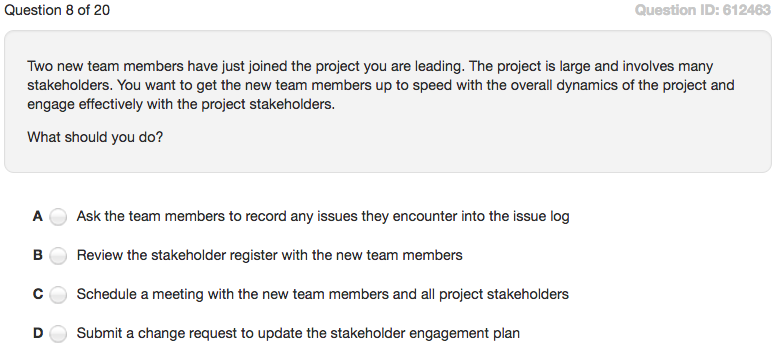 Question 8 of 20
Question ID: 612463
Two new team members have just joined the project you are leading. The project is large and involves many
stakeholders. You want to get the new team members up to speed with the overall dynamics of the project and
engage effectively with the project stakeholders.
What should you do?
A Ask the team members to record any issues they encounter into the issue log
B Review the stakeholder register with the new team members
C Schedule a meeting with the new team members and all project stakeholders
D Submit a change request to update the stakeholder engagement plan